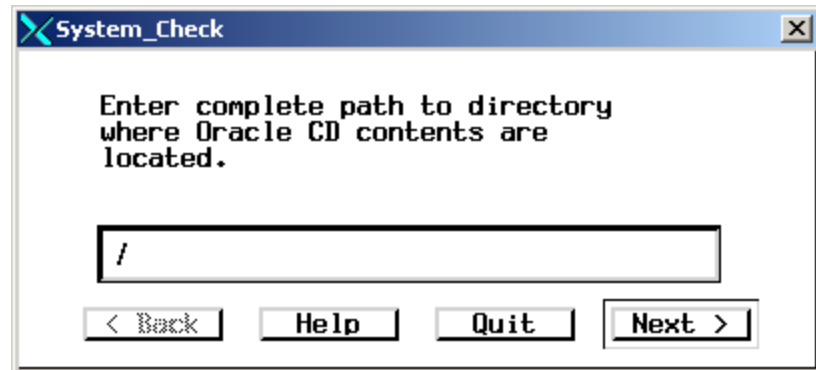 System_Check
Enter complete path to directory
where Oracle CD contents are
located.
/
< Back Help Quit Next >